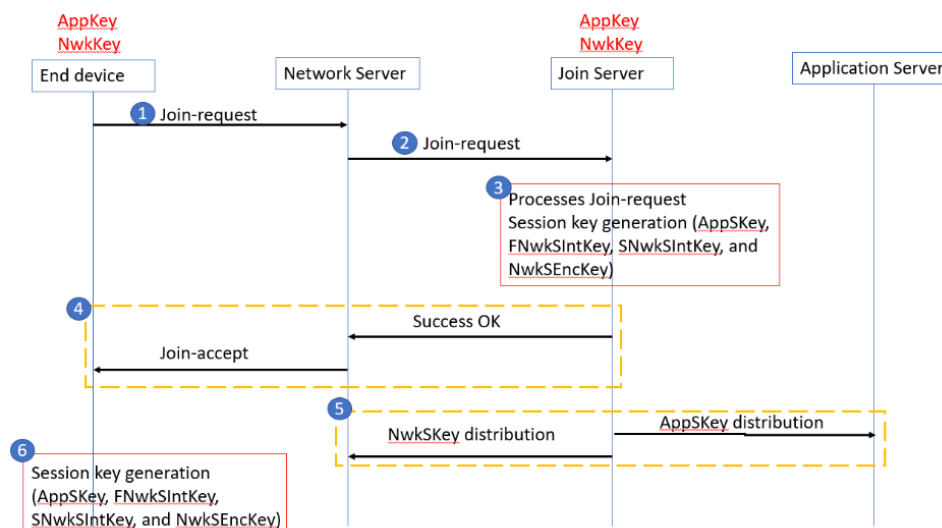 AppKey
NwkKey
AppKey
NwkKey
End device
Network Server
Join Server
Application Server
1 Join-request
2 Join-request
3 Processes Join-request
Session key generation (AppSKey,
FNwkSIntKey, SNwkSIntKey, and
NwkSEncKey)
4
Success OK
Join-accept
5
NwkSKey distribution
AppSKey distribution
6
Session key generation
(AppSKey, FNwkSIntKey,
SNwkSIntKey, and NwkSEncKey)